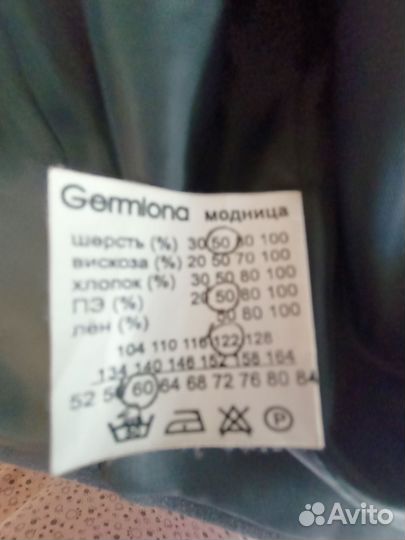 Germiona модница
шерсть (%) 30 50 80 100
вискоза (%) 20 50 70 100
хлопок (%) 30 50 80 100
ПЭ (%) 20 50 80 100
лён (%) 50 80 100
104 110 116 122 128
134 140 146 152 158 164
52 56 60 64 68 72 76 80 84
30
P
Avito